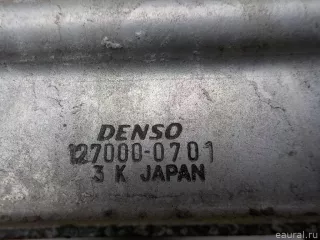 DENSO
127000-0701
3 K JAPAN
eaural.ru